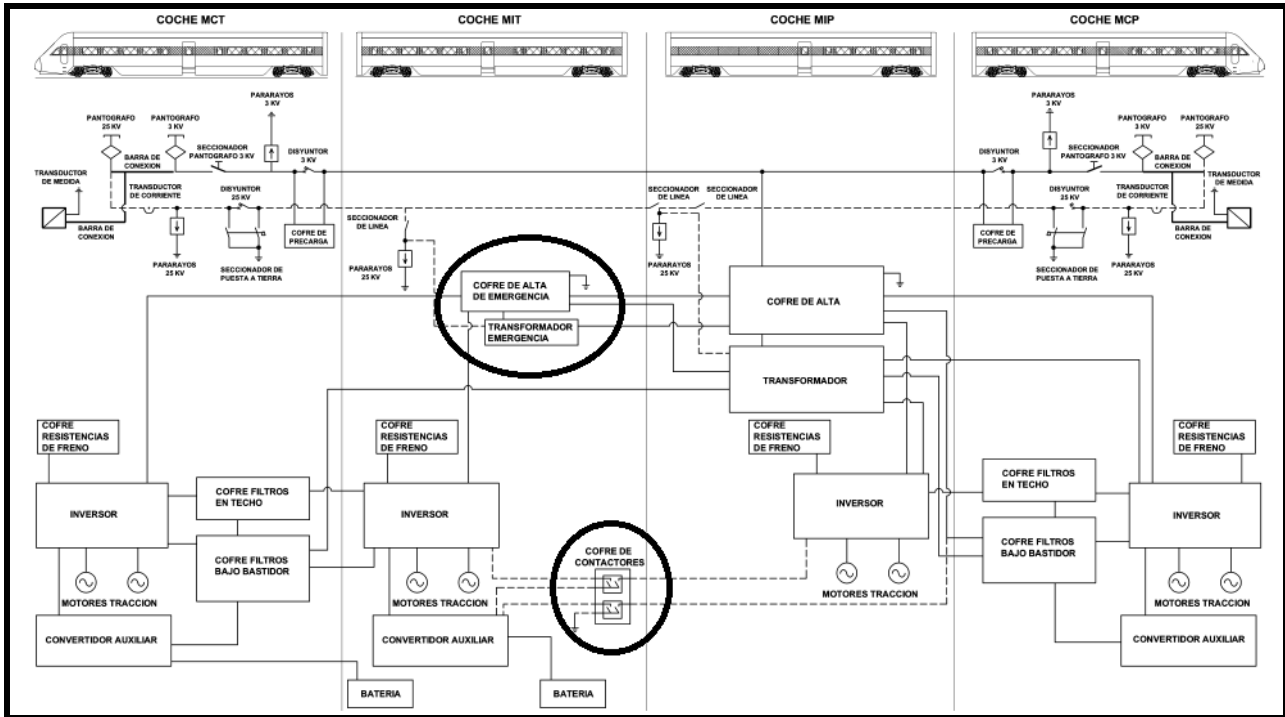 COCHE MCT
COCHE MIT
COCHE MIP
COCHE MCP
PARARAYOS
3 KV
PANTOGRAFO
25 KV
PANTOGRAFO
3 KV
SECCIONADOR
PANTOGRAFO 3 KV
DISYUNTOR
3 KV
BARRA DE
CONEXION
TRANSDUCTOR
DE MEDIDA
TRANSDUCTOR
DE CORRIENTE
DISYUNTOR
25 KV
BARRA DE
CONEXION
COFRE DE
PRECARGA
PARARAYOS
25 KV
SECCIONADOR DE
PUESTA A TIERRA
SECCIONADOR
DE LINEA
PARARAYOS
25 KV
SECCIONADOR
DE LINEA
SECCIONADOR
DE LINEA
PARARAYOS
25 KV
PARARAYOS
3 KV
PANTOGRAFO
3 KV
PANTOGRAFO
25 KV
DISYUNTOR
3 KV
SECCIONADOR
PANTOGRAFO 3 KV
BARRA DE
CONEXION
TRANSDUCTOR
DE MEDIDA
DISYUNTOR
25 KV
TRANSDUCTOR
DE CORRIENTE
COFRE DE
PRECARGA
BARRA DE
CONEXION
SECCIONADOR DE
PUESTA A TIERRA
PARARAYOS
25 KV
COFRE DE ALTA
DE EMERGENCIA
TRANSFORMADOR
EMERGENCIA
COFRE DE ALTA
TRANSFORMADOR
COFRE
RESISTENCIAS
DE FRENO
COFRE
RESISTENCIAS
DE FRENO
COFRE
RESISTENCIAS
DE FRENO
COFRE
RESISTENCIAS
DE FRENO
INVERSOR
COFRE FILTROS
EN TECHO
COFRE FILTROS
BAJO BASTIDOR
INVERSOR
COFRE DE
CONTACTORES
INVERSOR
COFRE FILTROS
EN TECHO
COFRE FILTROS
BAJO BASTIDOR
INVERSOR
MOTORES TRACCION
MOTORES TRACCION
MOTORES TRACCION
MOTORES TRACCION
CONVERTIDOR AUXILIAR
CONVERTIDOR AUXILIAR
CONVERTIDOR AUXILIAR
BATERIA
BATERIA